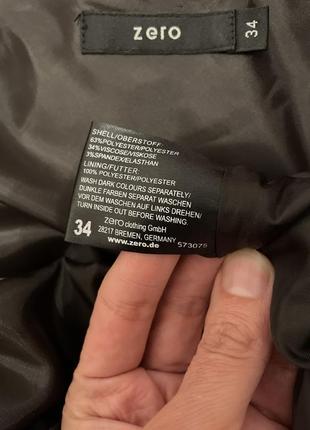 zero
34
SHELL/OBERSTOFF:
63%POLYESTER/POLYESTER
34%VISCOSE/VISKOSE
3%SPANDEX/ELASTHAN
LINING/FUTTER:
100% POLYESTER/POLYESTER
WASH DARK COLOURS SEPARATELY/
DUNKLE FARBEN SEPARAT WASCHEN
VOR DEM WASCHEN AUF LINKS DREHEN/
TURN INSIDE OUT BEFORE WASHING.
zero clothing GmbH
34 28217 BREMEN, GERMANY
www.zero.de 573075